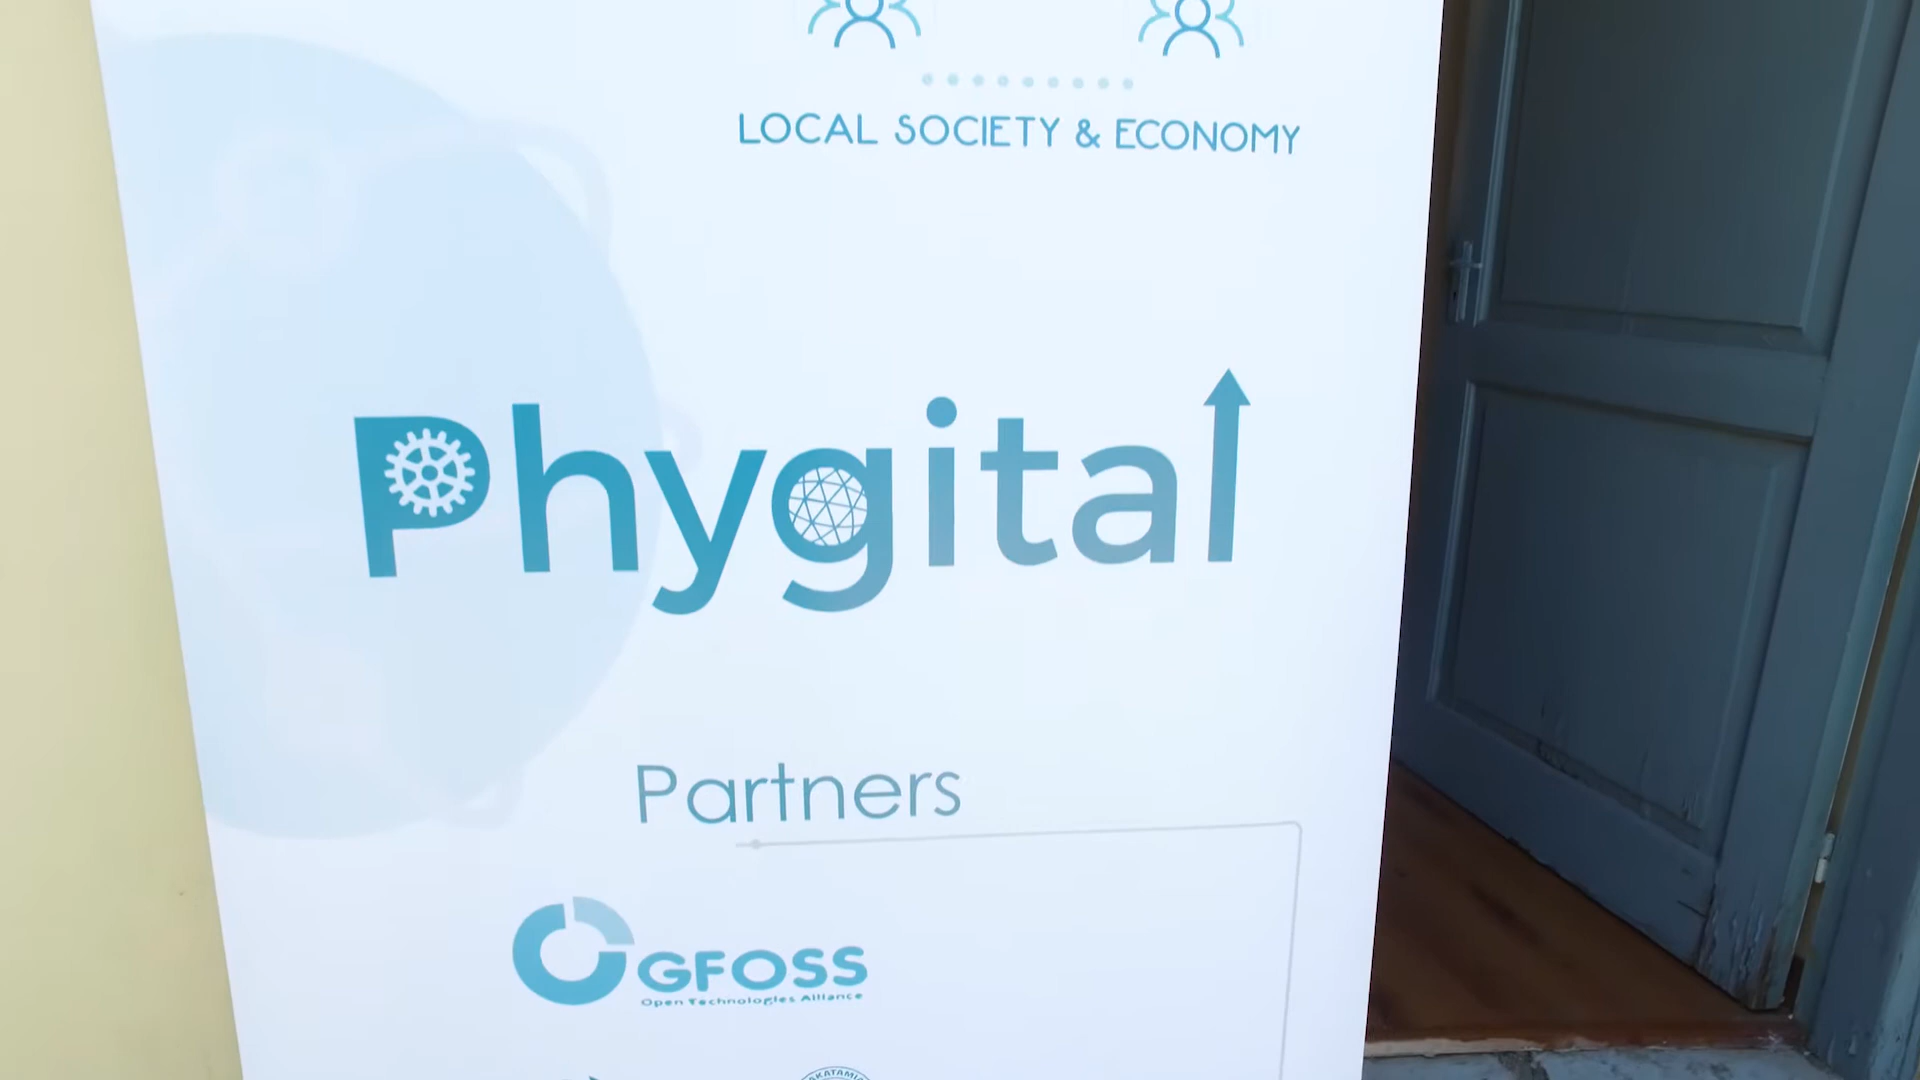 LOCAL SOCIETY & ECONOMY
Phygital
Partners
GFOSS
Open Technologies Alliance